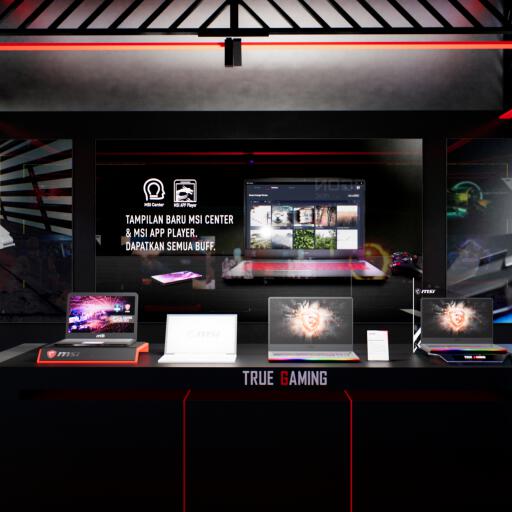 MSI Center
MSI APP Player
TAMPILAN BARU MSI CENTER
& MSI APP PLAYER.
DAPATKAN SEMUA BUFF.
msi
msi
msi
TRUE GAMING